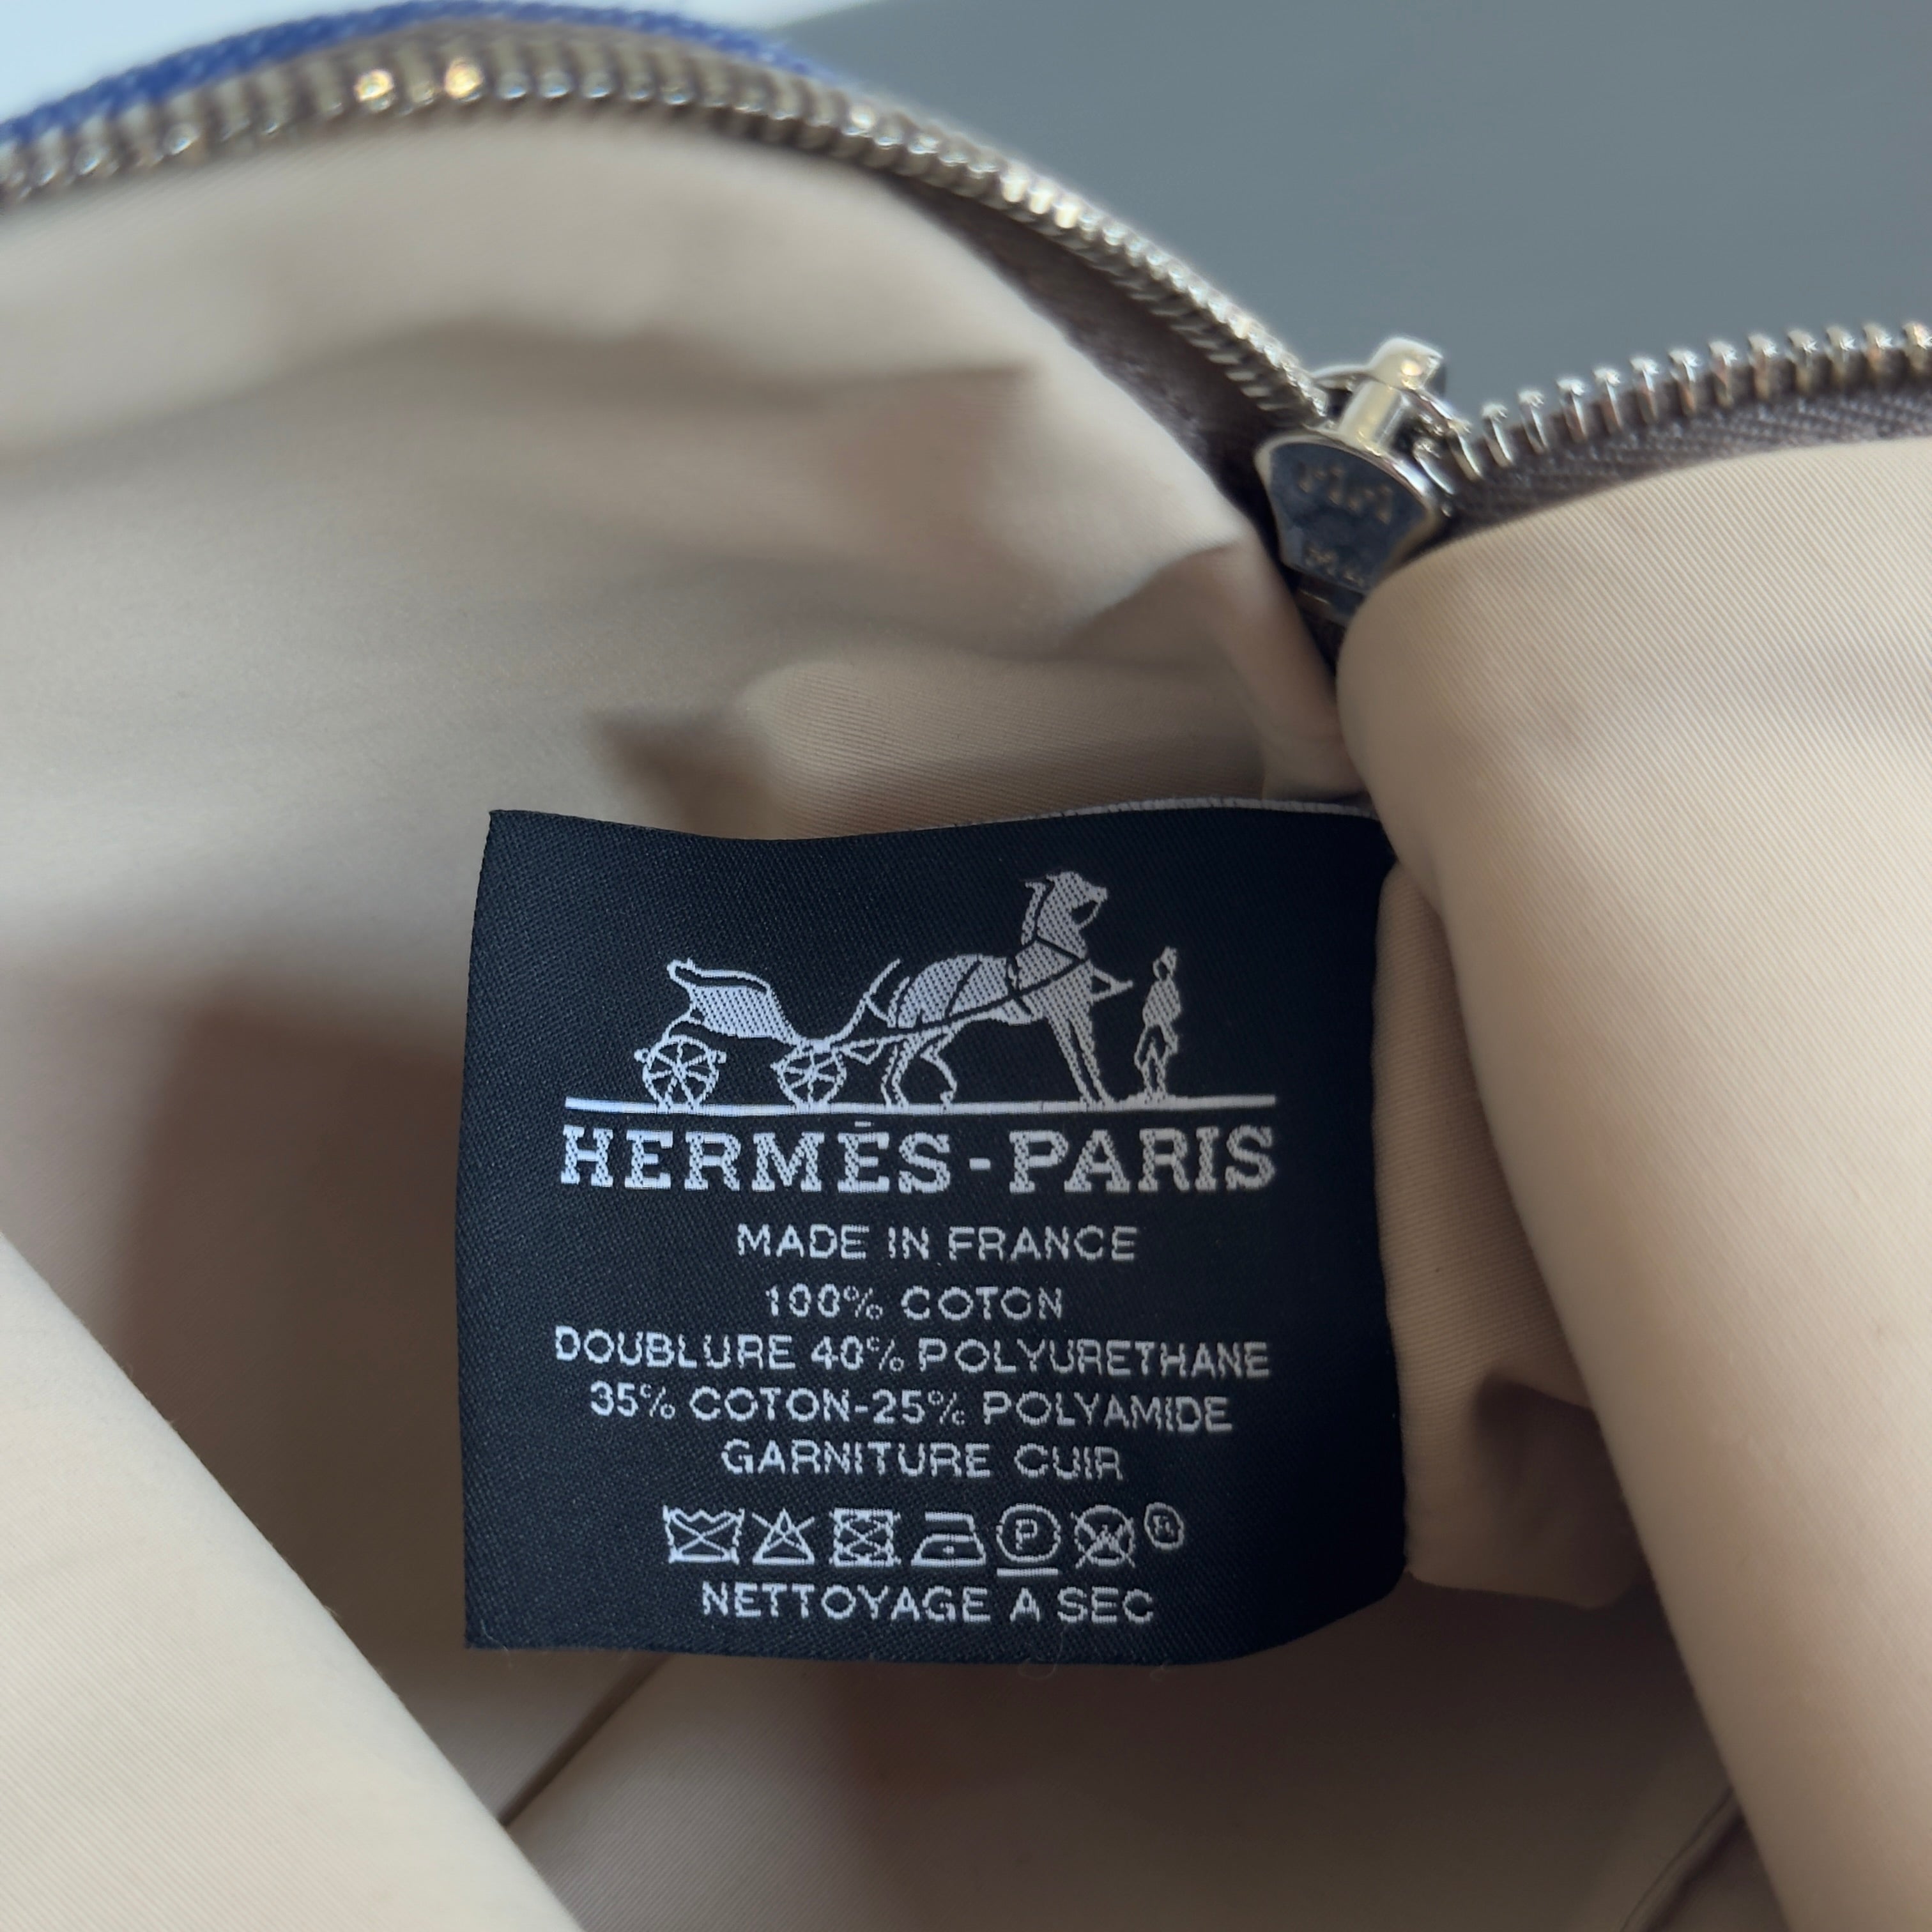 HERMÈS-PARIS
MADE IN FRANCE
100% COTON
DOUBLURE 40% POLYURETHANE
35% COTON-25% POLYAMIDE
GARNITURE CUIR
P W R
NETTOYAGE A SEC